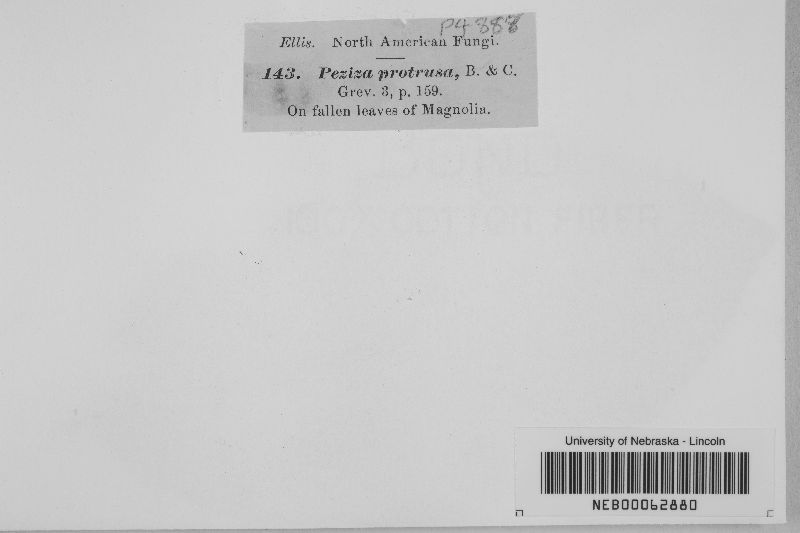 P4888
Ellis. North American Fungi.
143. Peziza protrusa, B. & C.
Grev. 3, p. 159.
On fallen leaves of Magnolia.
University of Nebraska - Lincoln
NEB00062880